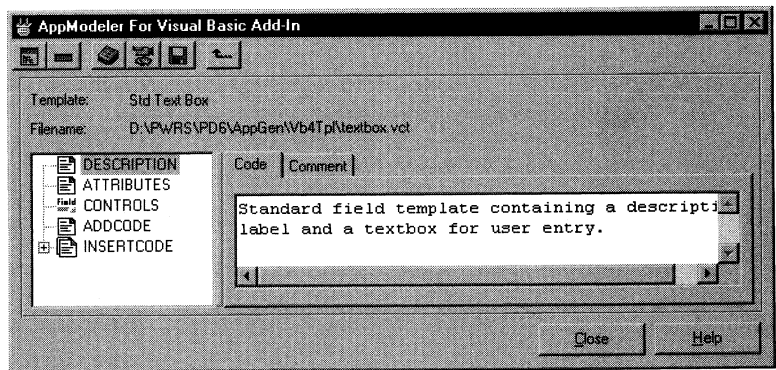 AppModeler For Visual Basic Add-In
Template: Std Text Box
Filename: D:\PWRS\PD6\AppGen\Vb4Tpl\textbox.vct
DESCRIPTION
ATTRIBUTES
CONTROLS
ADDCODE
INSERTCODE
Code Comment
Standard field template containing a descripti
label and a textbox for user entry.
Close Help